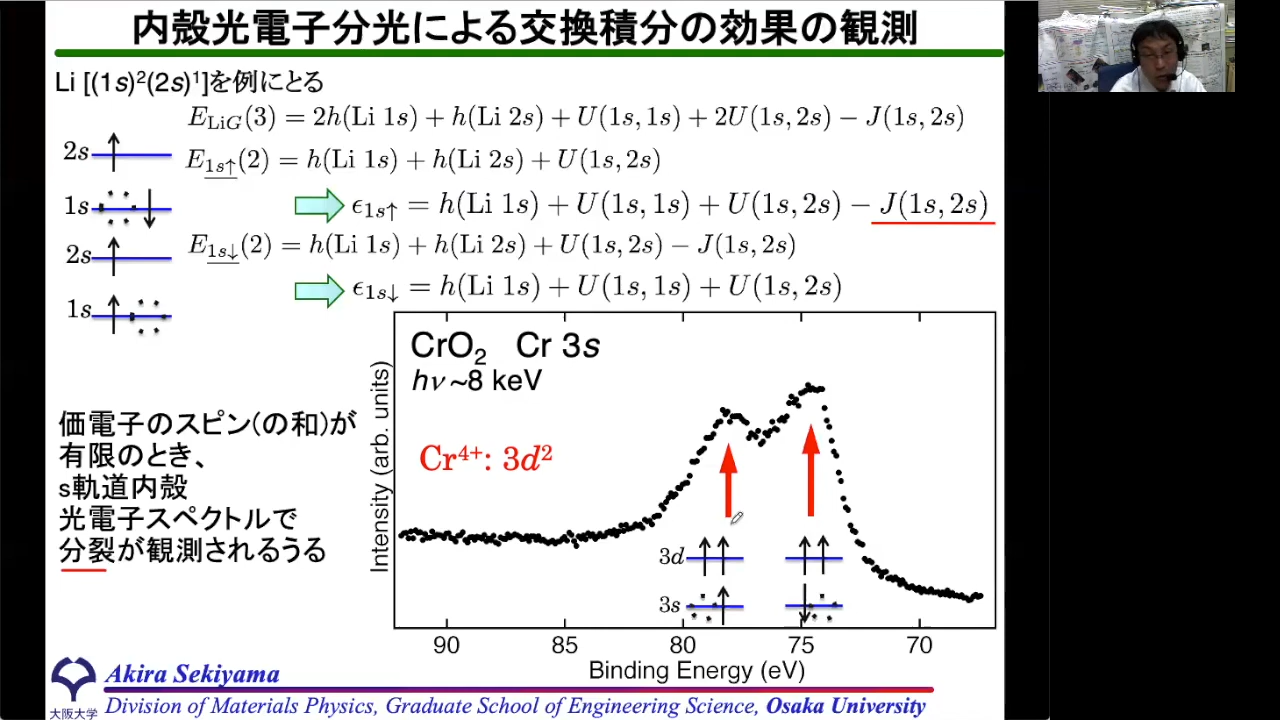 内殻光電子分光による交換積分の効果の観測
Li [(1s)²(2s)¹]を例にとる
E_LiG(3) = 2h(Li 1s) + h(Li 2s) + U(1s, 1s) + 2U(1s, 2s) − J(1s, 2s)
2s
E_1s↑(2) = h(Li 1s) + h(Li 2s) + U(1s, 2s)
1s
ϵ_1s↑ = h(Li 1s) + U(1s, 1s) + U(1s, 2s) − J(1s, 2s)
2s
E_1s↓(2) = h(Li 1s) + h(Li 2s) + U(1s, 2s) − J(1s, 2s)
ϵ_1s↓ = h(Li 1s) + U(1s, 1s) + U(1s, 2s)
1s
価電子のスピン(の和)が
有限のとき、
s軌道内殻
光電子スペクトルで
分裂が観測されるうる
CrO₂ Cr 3s
hν ~8 keV
Cr⁴⁺: 3d²
Intensity (arb. units)
3d
3s
90 85 80 75 70
Binding Energy (eV)
大阪大学
Akira Sekiyama
Division of Materials Physics, Graduate School of Engineering Science, Osaka University